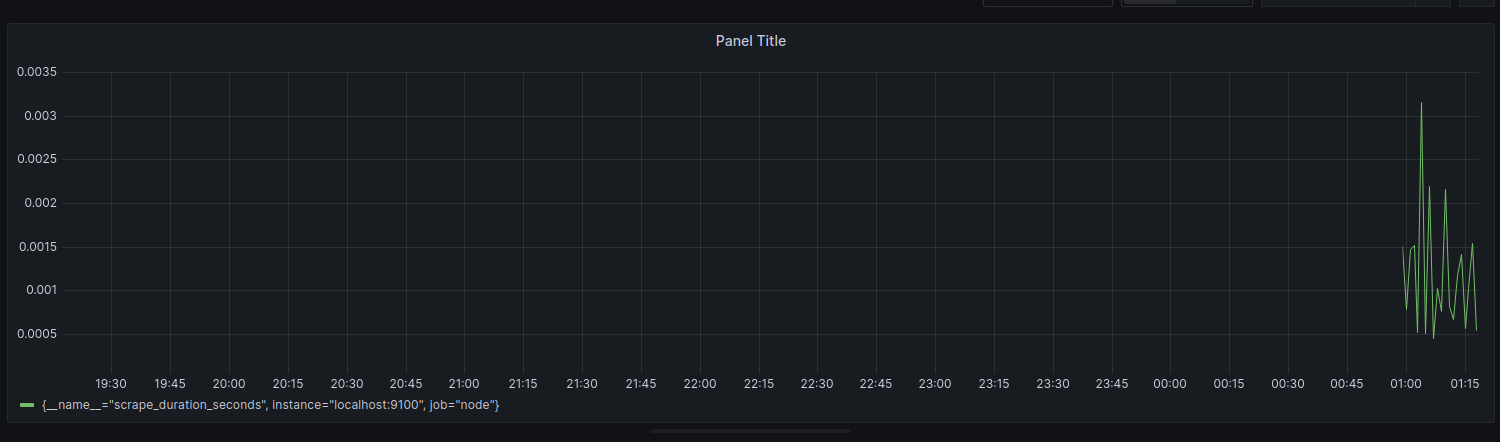 Panel Title
0.0035
0.003
0.0025
0.002
0.0015
0.001
0.0005
19:30 19:45 20:00 20:15 20:30 20:45 21:00 21:15 21:30 21:45 22:00 22:15 22:30 22:45 23:00 23:15 23:30 23:45 00:00 00:15 00:30 00:45 01:00 01:15
{__name__="scrape_duration_seconds", instance="localhost:9100", job="node"}